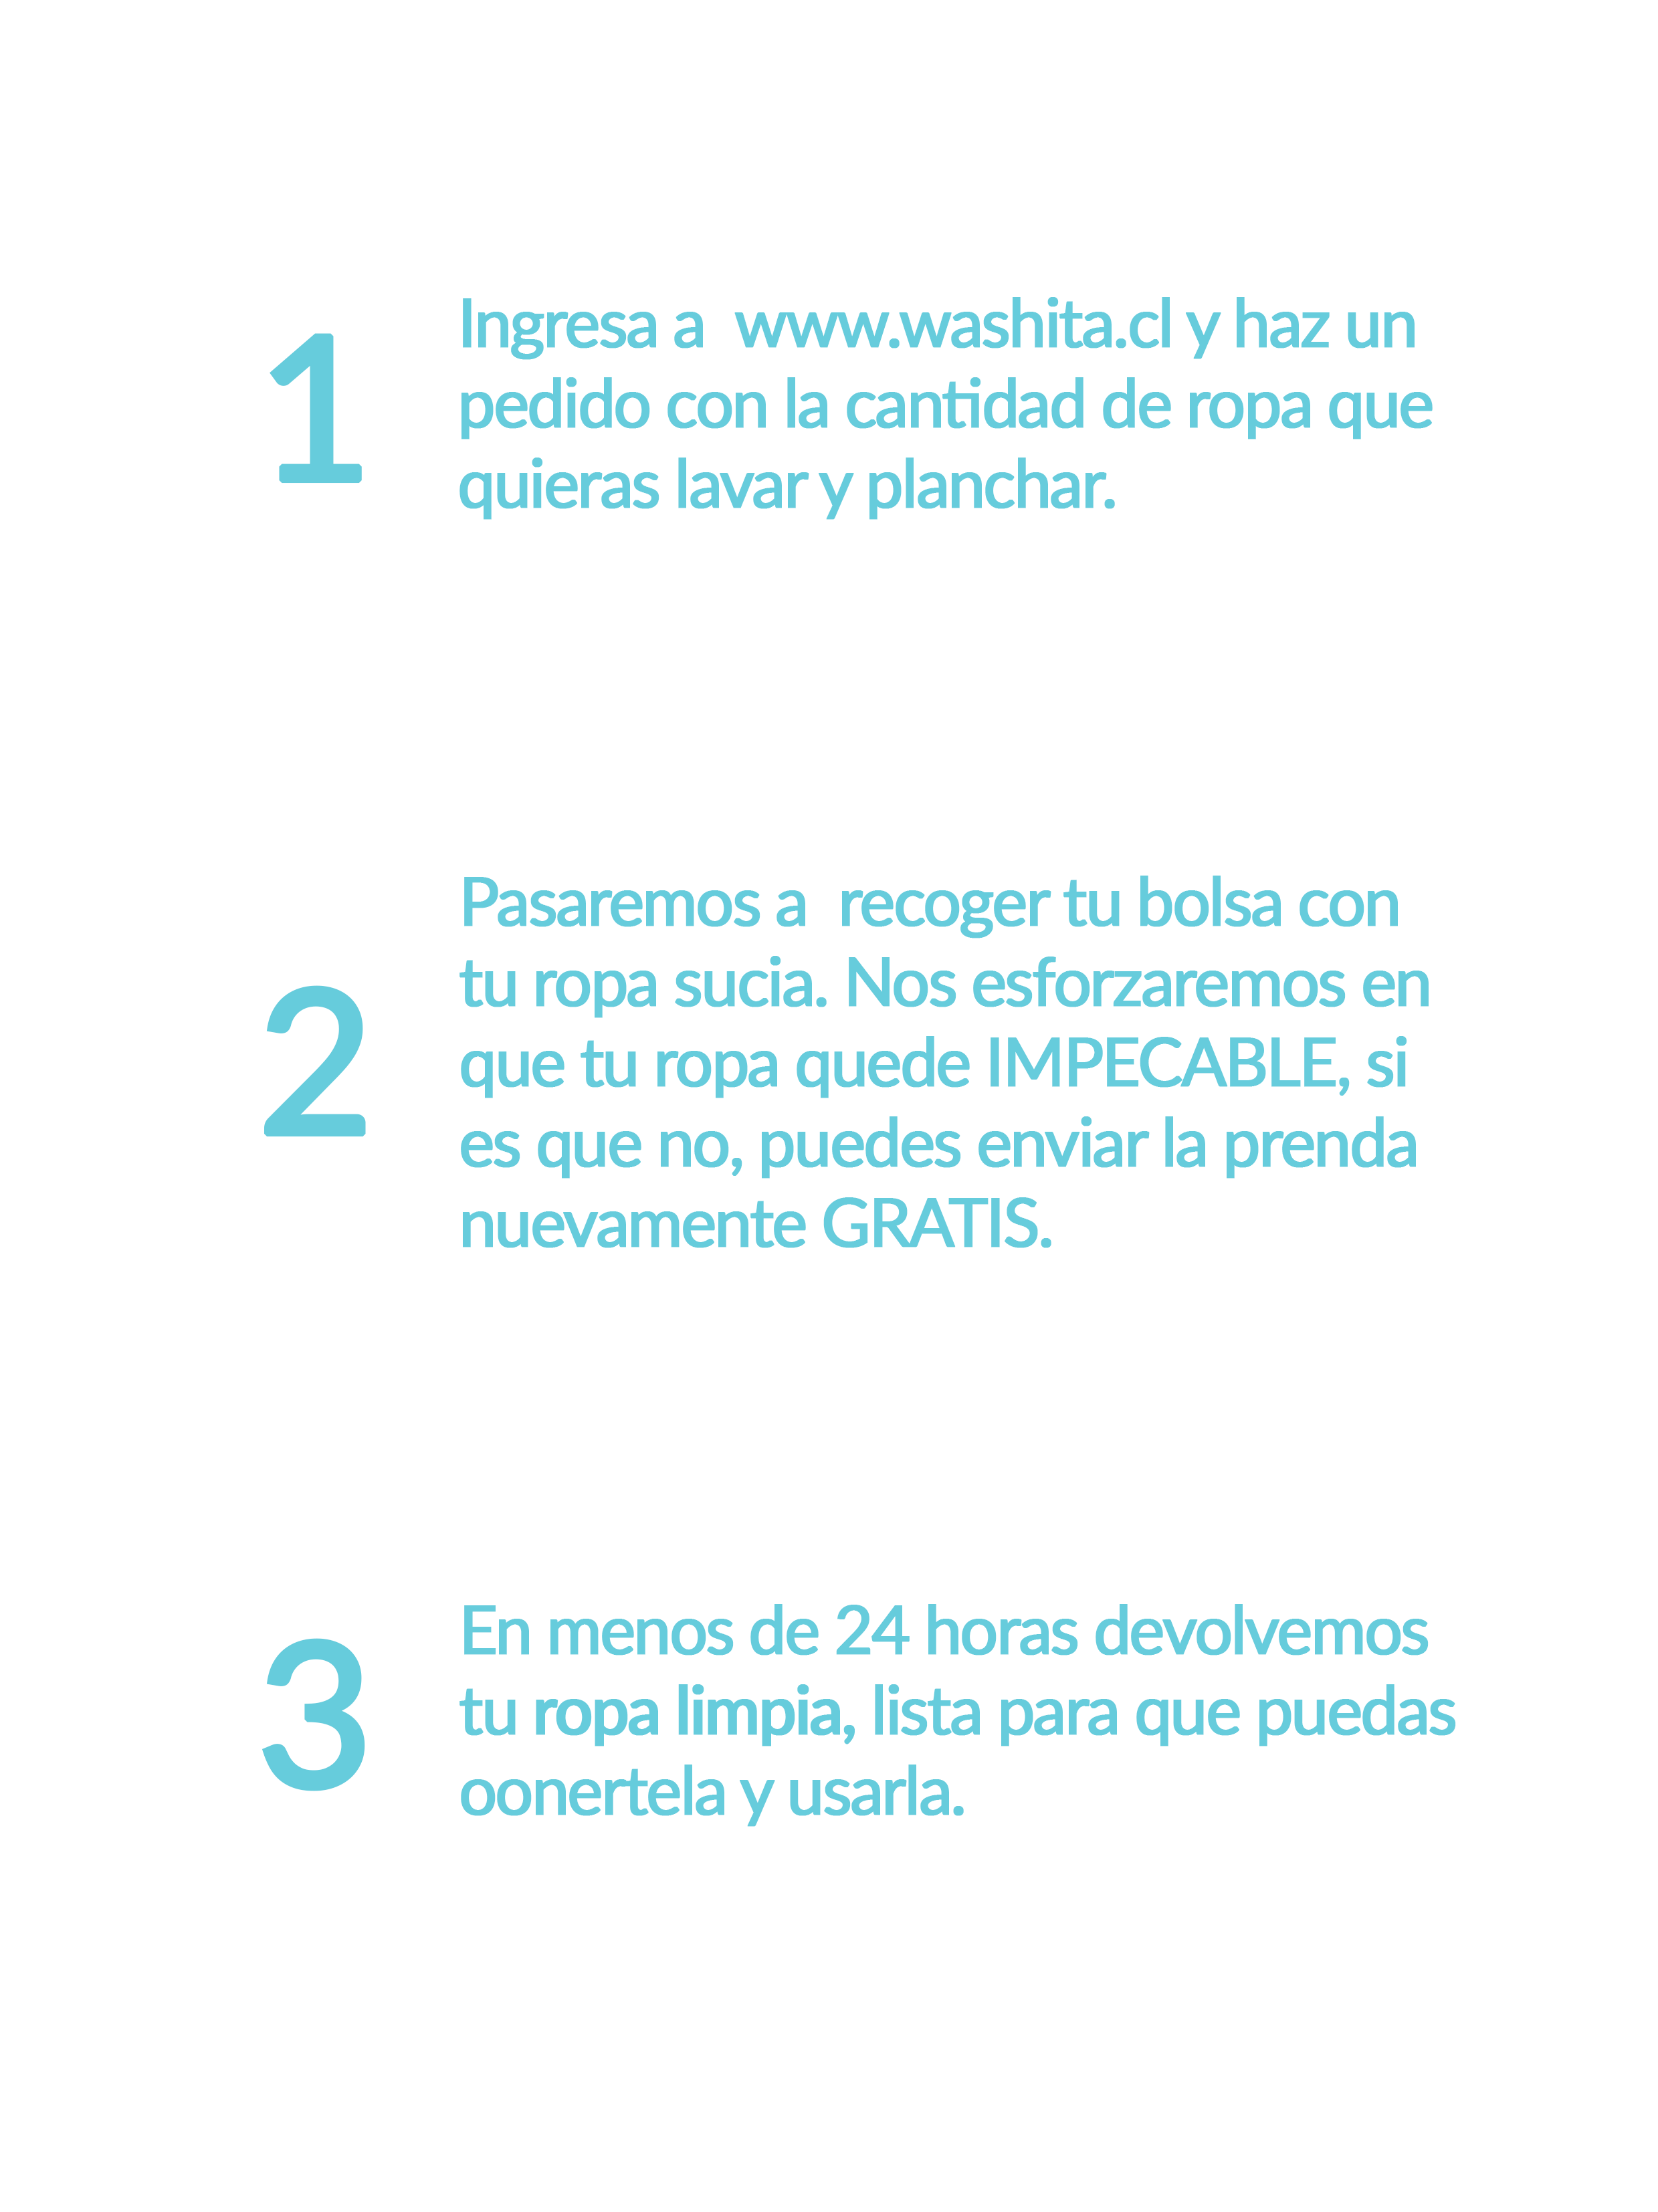 1
Ingresa a www.washita.cl y haz un
pedido con la cantidad de ropa que
quieras lavar y planchar.
2
Pasaremos a recoger tu bolsa con
tu ropa sucia. Nos esforzaremos en
que tu ropa quede IMPECABLE, si
es que no, puedes enviar la prenda
nuevamente GRATIS.
3
En menos de 24 horas devolvemos
tu ropa limpia, lista para que puedas
oonertela y usarla.